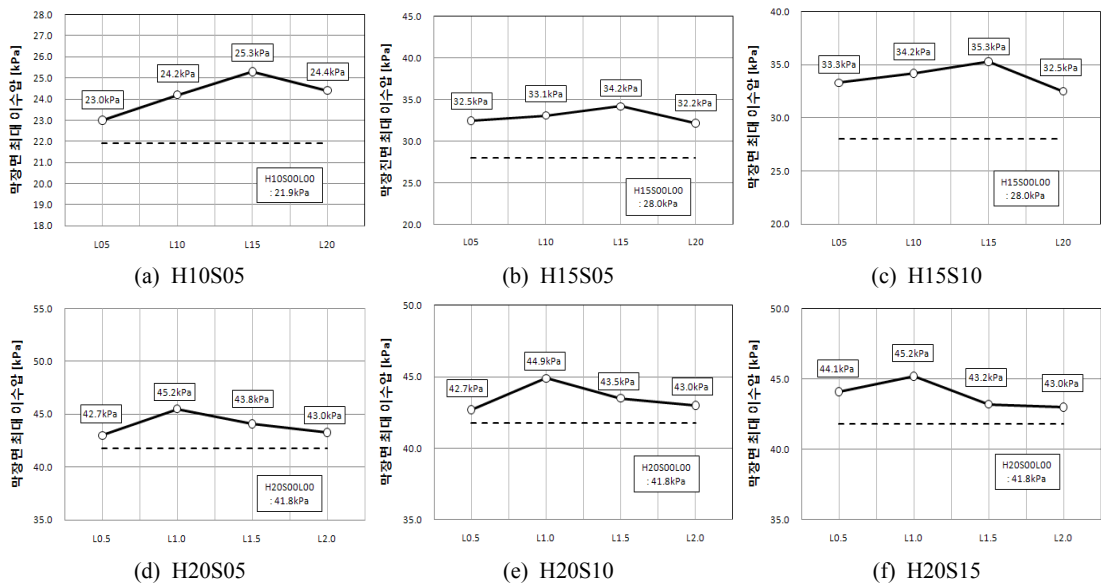 막장면 최대 이수압 [kPa]
28.0
27.0
26.0
25.0
24.0
23.0
22.0
21.0
20.0
19.0
18.0
23.0kPa
24.2kPa
25.3kPa
24.4kPa
H10S00L00
: 21.9kPa
L05 L10 L15 L20
(a) H10S05
막장전면 최대 이수압 [kPa]
45.0
40.0
35.0
30.0
25.0
20.0
32.5kPa
33.1kPa
34.2kPa
32.2kPa
H15S00L00
: 28.0kPa
L05 L10 L15 L20
(b) H15S05
막장면 최대 이수압 [kPa]
40.0
35.0
30.0
25.0
20.0
33.3kPa
34.2kPa
35.3kPa
32.5kPa
H15S00L00
: 28.0kPa
L05 L10 L15 L20
(c) H15S10
막장면 최대 이수압 [kPa]
55.0
50.0
45.0
40.0
35.0
42.7kPa
45.2kPa
43.8kPa
43.0kPa
H20S00L00
: 41.8kPa
L0.5 L1.0 L1.5 L2.0
(d) H20S05
막장면 최대 이수압 [kPa]
50.0
45.0
40.0
35.0
42.7kPa
44.9kPa
43.5kPa
43.0kPa
H20S00L00
: 41.8kPa
L0.5 L1.0 L1.5 L2.0
(e) H20S10
막장면 최대 이수압 [kPa]
50.0
45.0
40.0
35.0
44.1kPa
45.2kPa
43.2kPa
43.0kPa
H20S00L00
: 41.8kPa
L0.5 L1.0 L1.5 L2.0
(f) H20S15